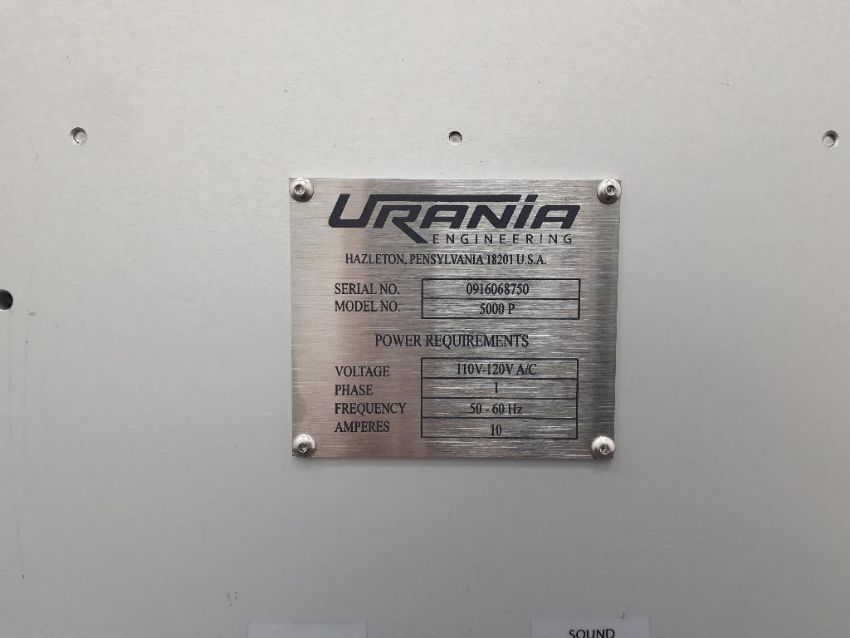 URANIA
ENGINEERING
HAZLETON, PENSYLVANIA 18201 U.S.A.
SERIAL NO. 0916068750
MODEL NO. 5000 P
POWER REQUIREMENTS
VOLTAGE 110V-120V A/C
PHASE 1
FREQUENCY 50 - 60 Hz
AMPERES 10
SOUND